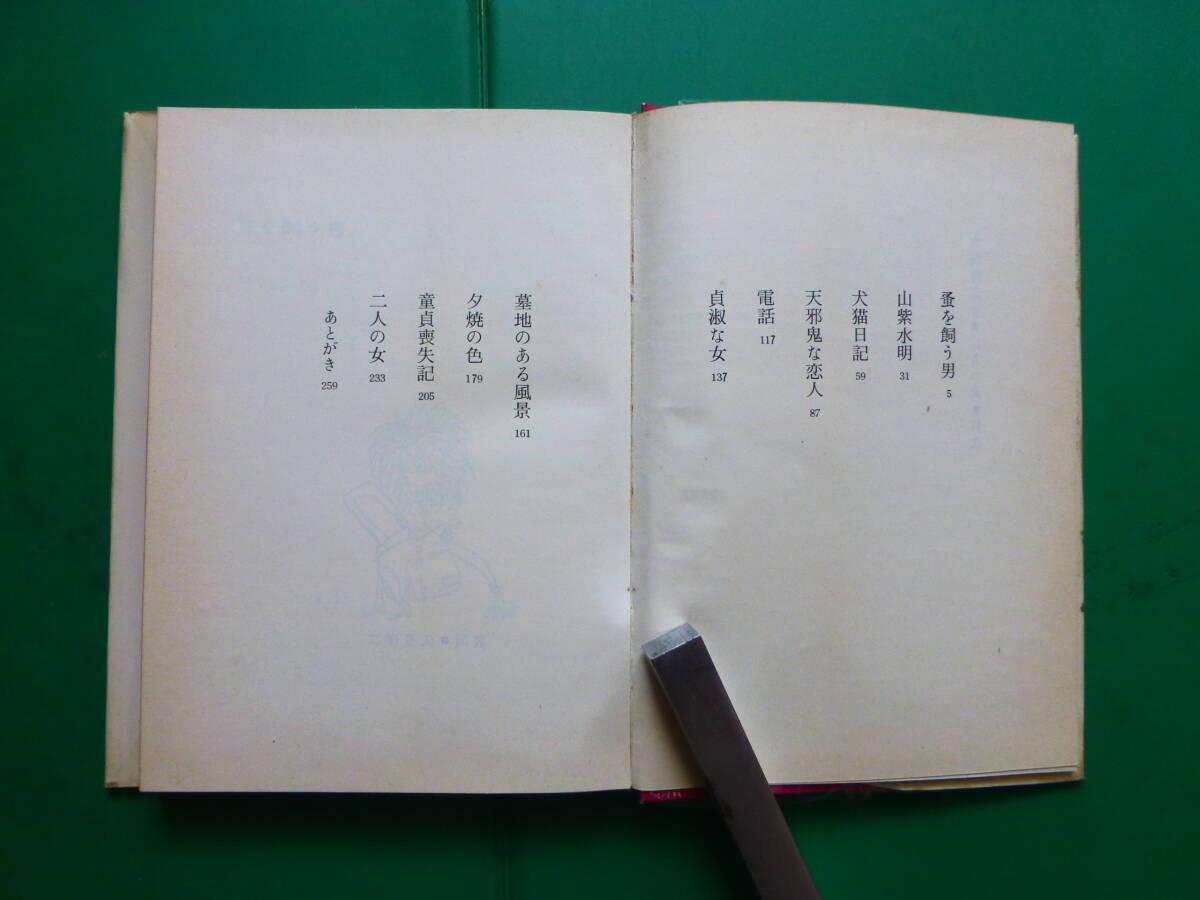 蚤を飼う男 5
山紫水明 31
犬猫日記 59
天邪鬼な恋人 87
電話 117
貞淑な女 137
墓地のある風景 161
夕焼の色 179
童貞喪失記 205
二人の女 233
あとがき 259